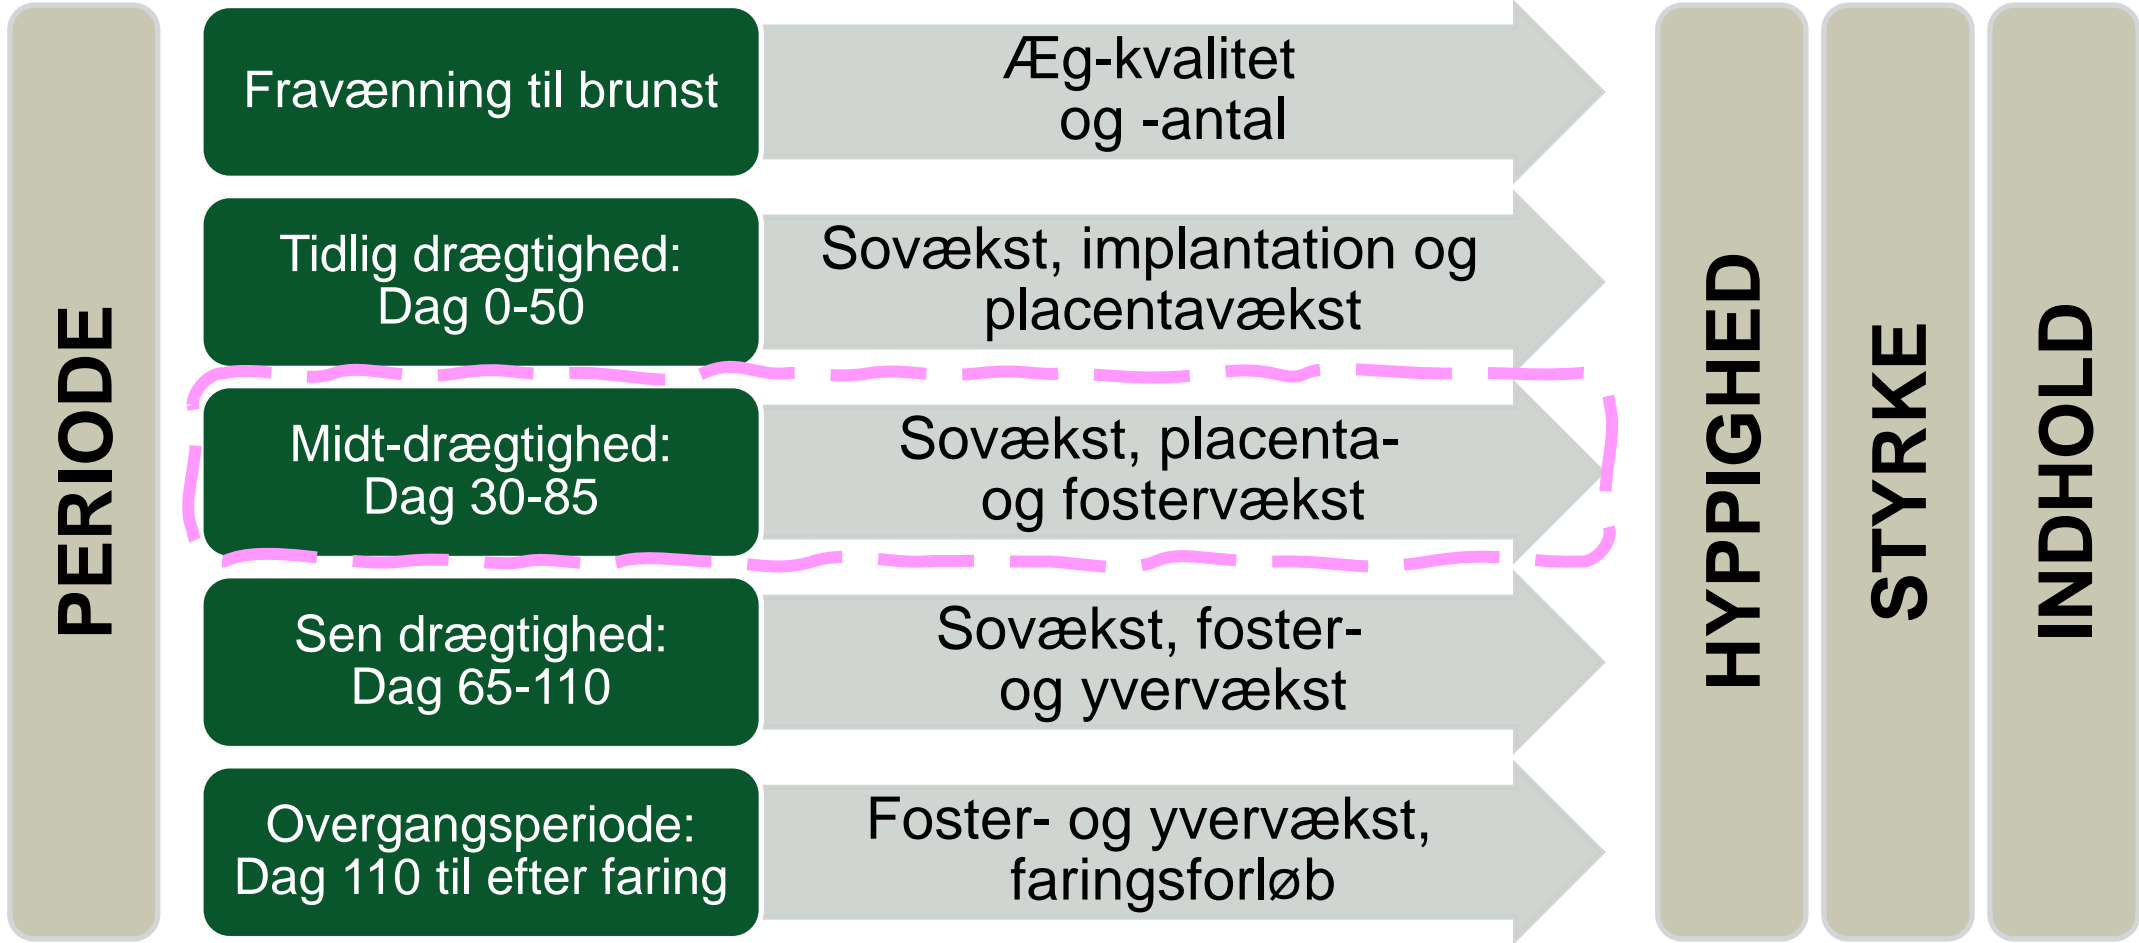 PERIODE
Fravænning til brunst
Æg-kvalitet
og -antal
Tidlig drægtighed:
Dag 0-50
Sovækst, implantation og
placentavækst
Midt-drægtighed:
Dag 30-85
Sovækst, placenta-
og fostervækst
Sen drægtighed:
Dag 65-110
Sovækst, foster-
og yvervækst
Overgangsperiode:
Dag 110 til efter faring
Foster- og yvervækst,
faringsforløb
HYPPIGHED
STYRKE
INDHOLD